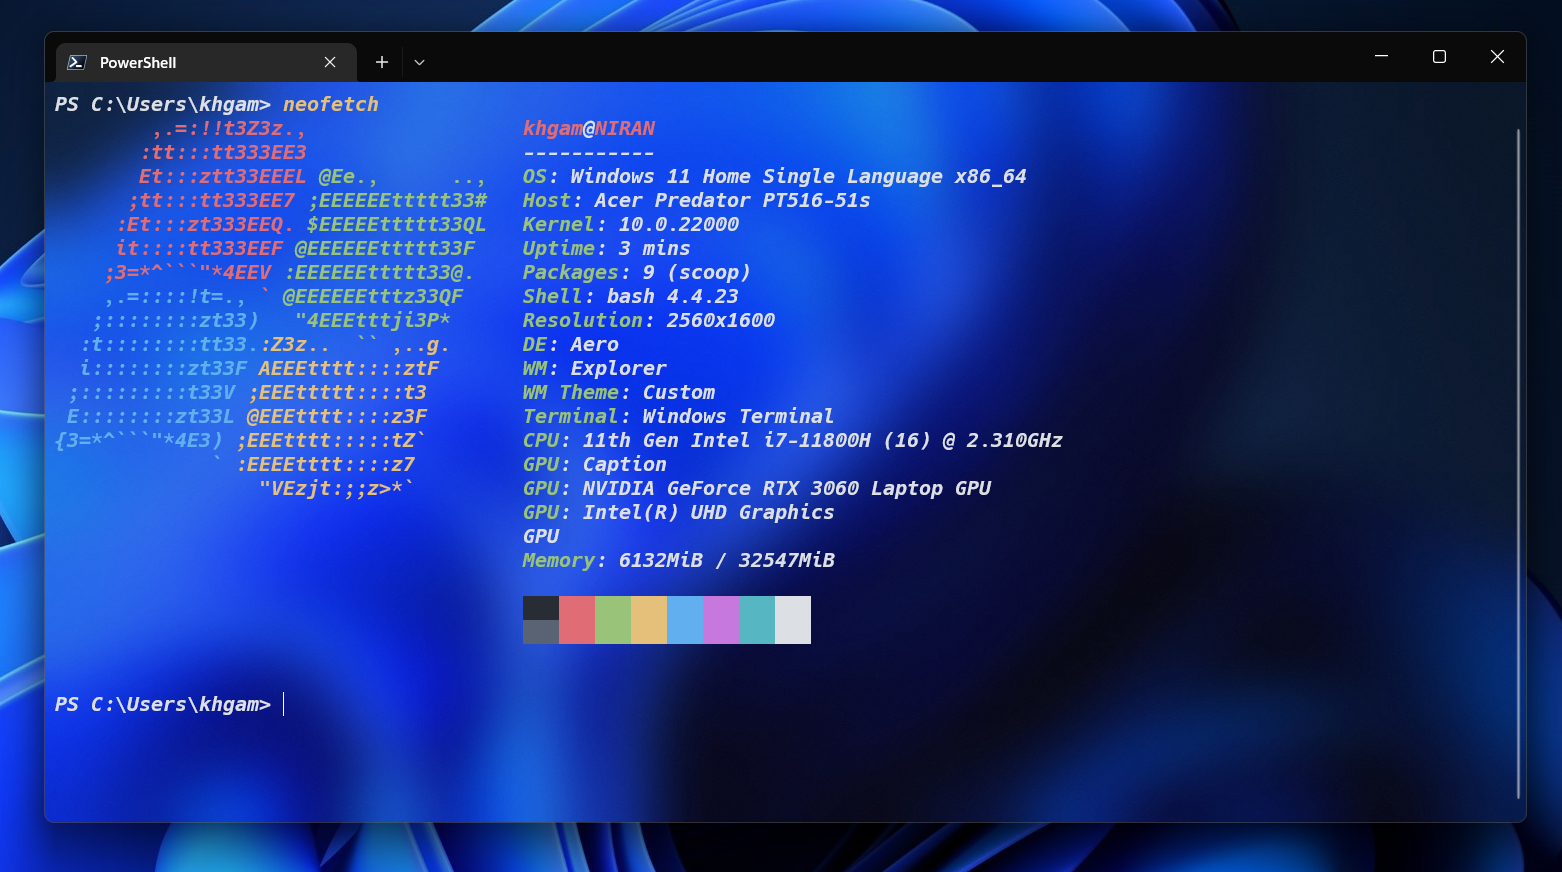 PowerShell
PS C:\Users\khgam> neofetch
        ,.=:!!t3Z3z.,                  khgam@NIRAN
       :tt:::tt333EE3                  -----------
       Et:::ztt33EEEL @Ee.,      ..,   OS: Windows 11 Home Single Language x86_64
      ;tt:::tt333EE7 ;EEEEEEttttt33#   Host: Acer Predator PT516-51s
     :Et:::zt333EEQ. $EEEEEttttt33QL   Kernel: 10.0.22000
     it::::tt333EEF @EEEEEEttttt33F    Uptime: 3 mins
    ;3=*^```"*4EEV :EEEEEEttttt33@.    Packages: 9 (scoop)
    ,.=::::!t=., ` @EEEEEEtttz33QF     Shell: bash 4.4.23
   ;::::::::zt33)   "4EEEtttji3P*      Resolution: 2560x1600
  :t::::::::tt33.:Z3z..  `` ,..g.      DE: Aero
  i::::::::zt33F AEEEtttt::::ztF       WM: Explorer
 ;:::::::::t33V ;EEEttttt::::t3        WM Theme: Custom
 E::::::::zt33L @EEEtttt::::z3F        Terminal: Windows Terminal
{3=*^```"*4E3) ;EEEtttt:::::tZ`        CPU: 11th Gen Intel i7-11800H (16) @ 2.310GHz
             ` :EEEEtttt::::z7         GPU: Caption
                 "VEzjt:;;z>*`         GPU: NVIDIA GeForce RTX 3060 Laptop GPU
GPU: Intel(R) UHD Graphics
GPU
Memory: 6132MiB / 32547MiB
PS C:\Users\khgam>